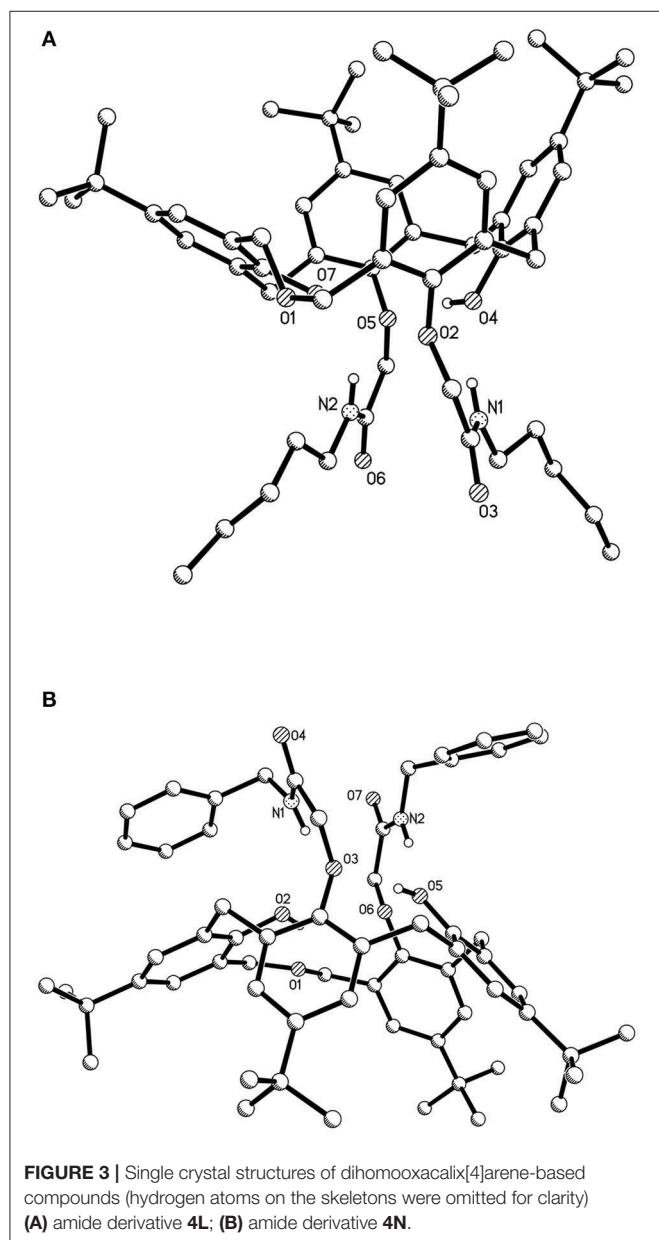 A
O7
O1
O5
O2
O4
N2
N1
O6
O3
B
O4
N1
O7
N2
O3
O2
O5
O6
O1
FIGURE 3 | Single crystal structures of dihomooxacalix[4]arene-based
compounds (hydrogen atoms on the skeletons were omitted for clarity)
(A) amide derivative 4L; (B) amide derivative 4N.